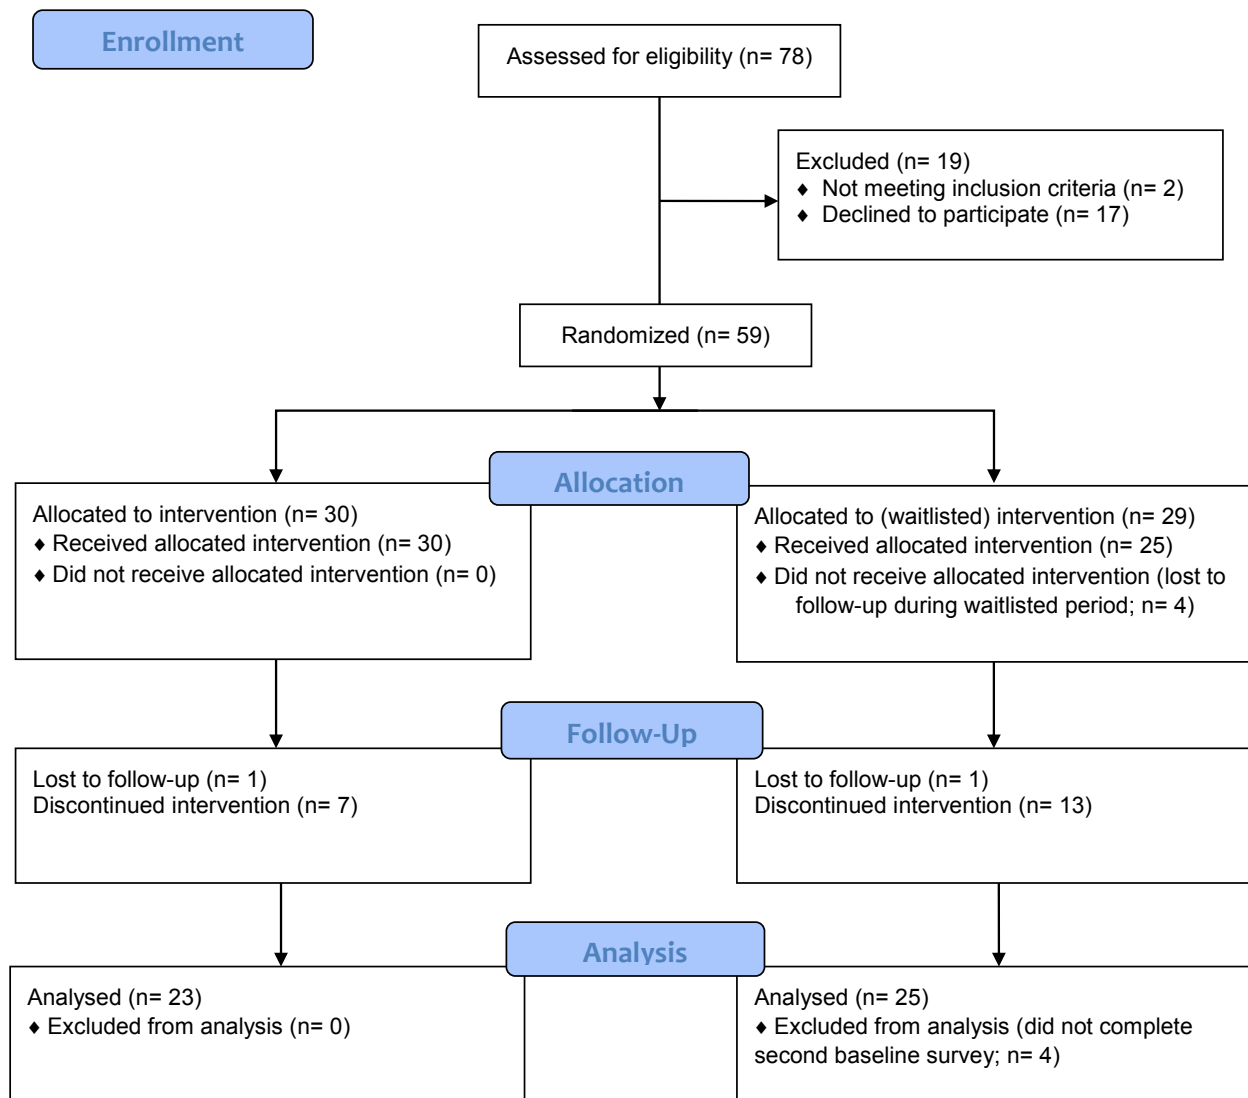 Enrollment
Assessed for eligibility (n= 78)
Excluded (n= 19)
♦ Not meeting inclusion criteria (n= 2)
♦ Declined to participate (n= 17)
Randomized (n= 59)
Allocation
Allocated to intervention (n= 30)
♦ Received allocated intervention (n= 30)
♦ Did not receive allocated intervention (n= 0)
Allocated to (waitlisted) intervention (n= 29)
♦ Received allocated intervention (n= 25)
♦ Did not receive allocated intervention (lost to
follow-up during waitlisted period; n= 4)
Follow-Up
Lost to follow-up (n= 1)
Discontinued intervention (n= 7)
Lost to follow-up (n= 1)
Discontinued intervention (n= 13)
Analysis
Analysed (n= 23)
♦ Excluded from analysis (n= 0)
Analysed (n= 25)
♦ Excluded from analysis (did not complete
second baseline survey; n= 4)